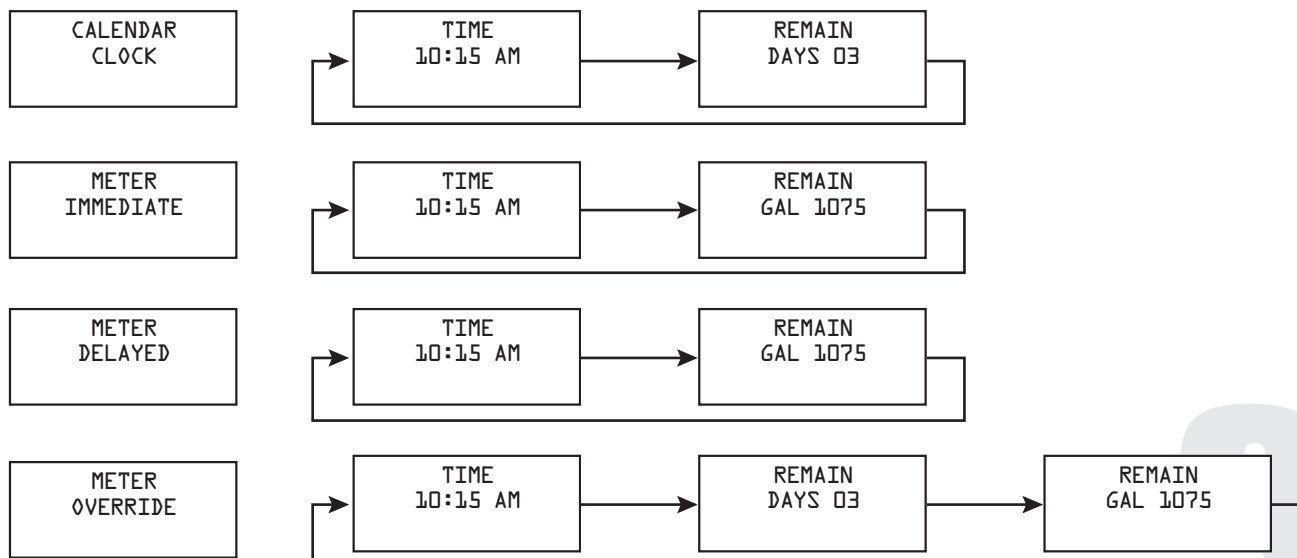 CALENDAR
CLOCK
TIME
10:15 AM
REMAIN
DAYS 03
METER
IMMEDIATE
TIME
10:15 AM
REMAIN
GAL 1075
METER
DELAYED
TIME
10:15 AM
REMAIN
GAL 1075
METER
OVERRIDE
TIME
10:15 AM
REMAIN
DAYS 03
REMAIN
GAL 1075